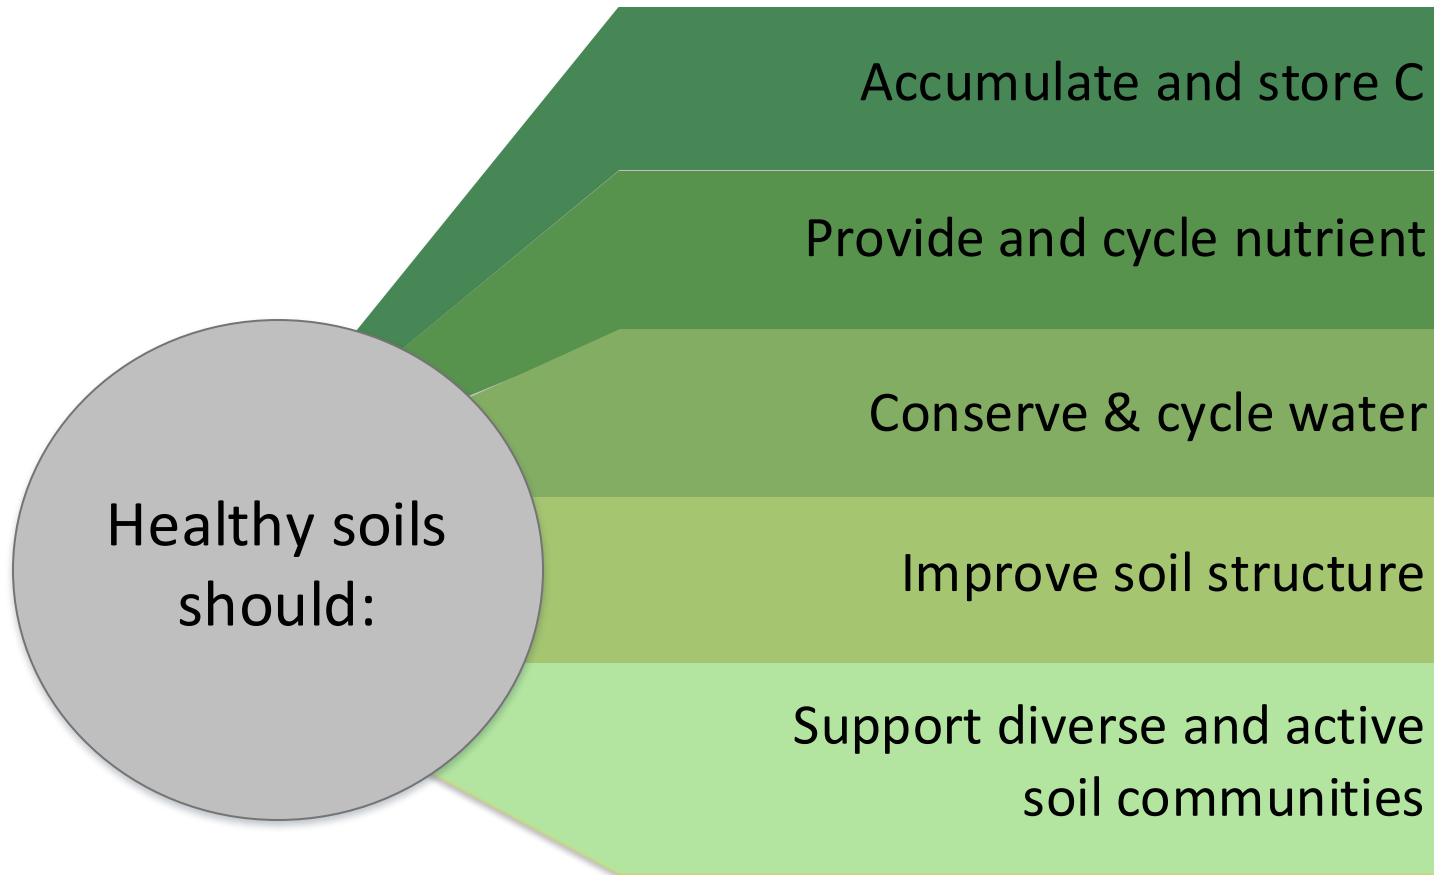 Accumulate and store C
Provide and cycle nutrient
Conserve & cycle water
Healthy soils
should:
Improve soil structure
Support diverse and active
soil communities